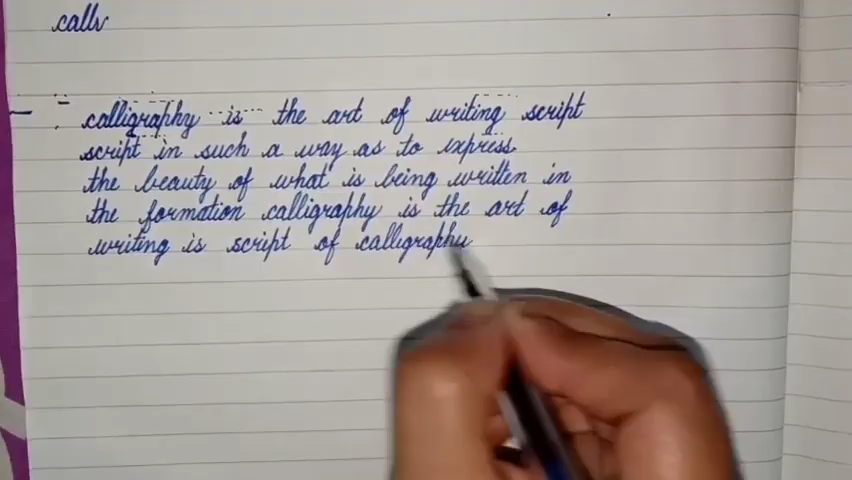 calls
calligraphy is the art of writing script
script in such a way as to express
the beauty of what is being written in
the formation calligraphy is the art of
writing is script of calligraphy